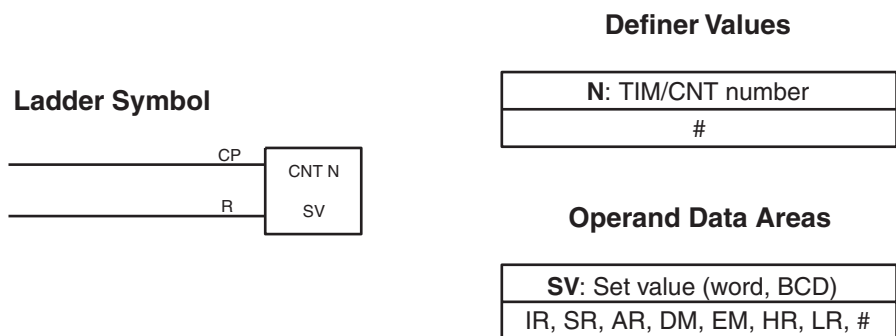 Ladder Symbol
CP
CNT N
R
SV
Definer Values
N: TIM/CNT number
#
Operand Data Areas
SV: Set value (word, BCD)
IR, SR, AR, DM, EM, HR, LR, #